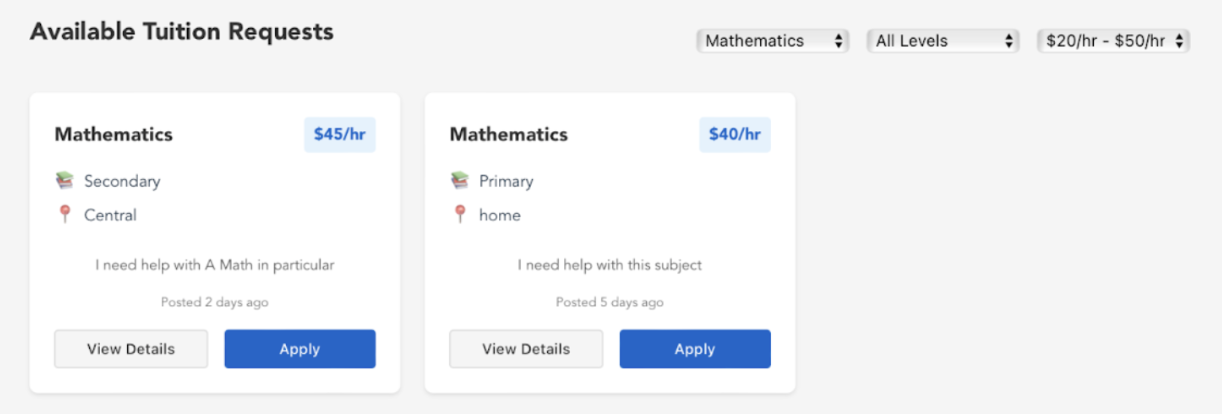 Available Tuition Requests
Mathematics
All Levels
$20/hr - $50/hr
Mathematics
$45/hr
Secondary
Central
I need help with A Math in particular
Posted 2 days ago
View Details
Apply
Mathematics
$40/hr
Primary
home
I need help with this subject
Posted 5 days ago
View Details
Apply